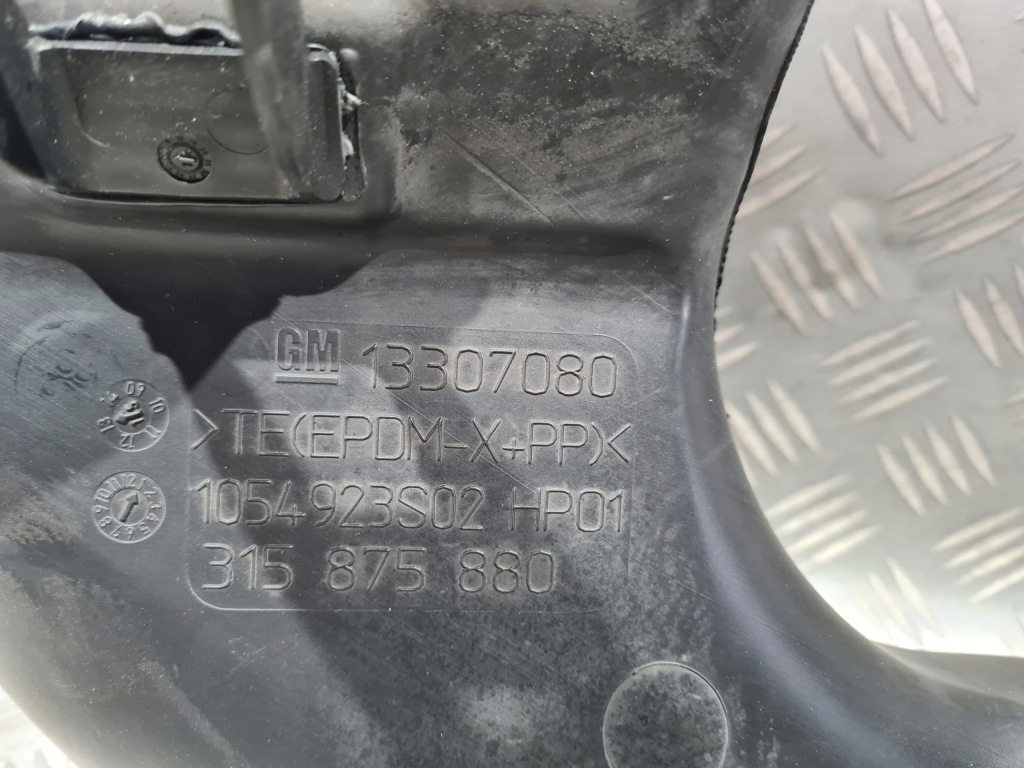 GM 13307080
>TE(EPDM-X+PP)<
1054923S02 HP01
315 875 880